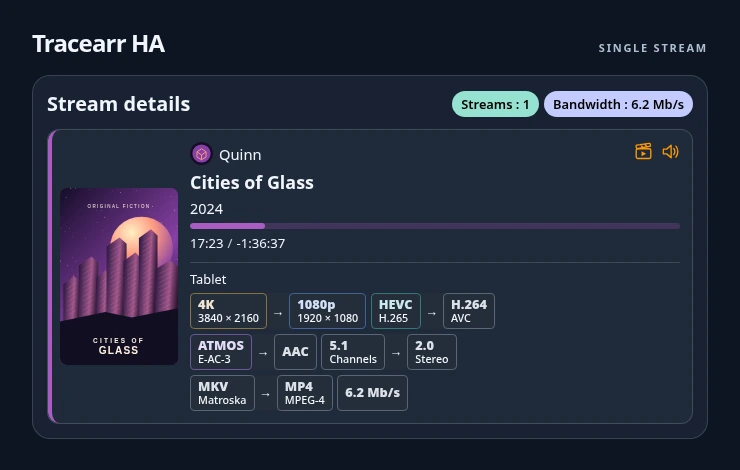 Tracearr HA
SINGLE STREAM
Stream details
Streams : 1
Bandwidth : 6.2 Mb/s
Quinn
Cities of Glass
2024
17:23 / -1:36:37
Tablet
4K → 1080p HEVC → H.264
3840 × 2160 1920 × 1080 H.265 AVC
ATMOS → AAC 5.1 → 2.0
E-AC-3 Channels Stereo
MKV → MP4 6.2 Mb/s
Matroska MPEG-4
ORIGINAL FICTION
CITIES OF
GLASS